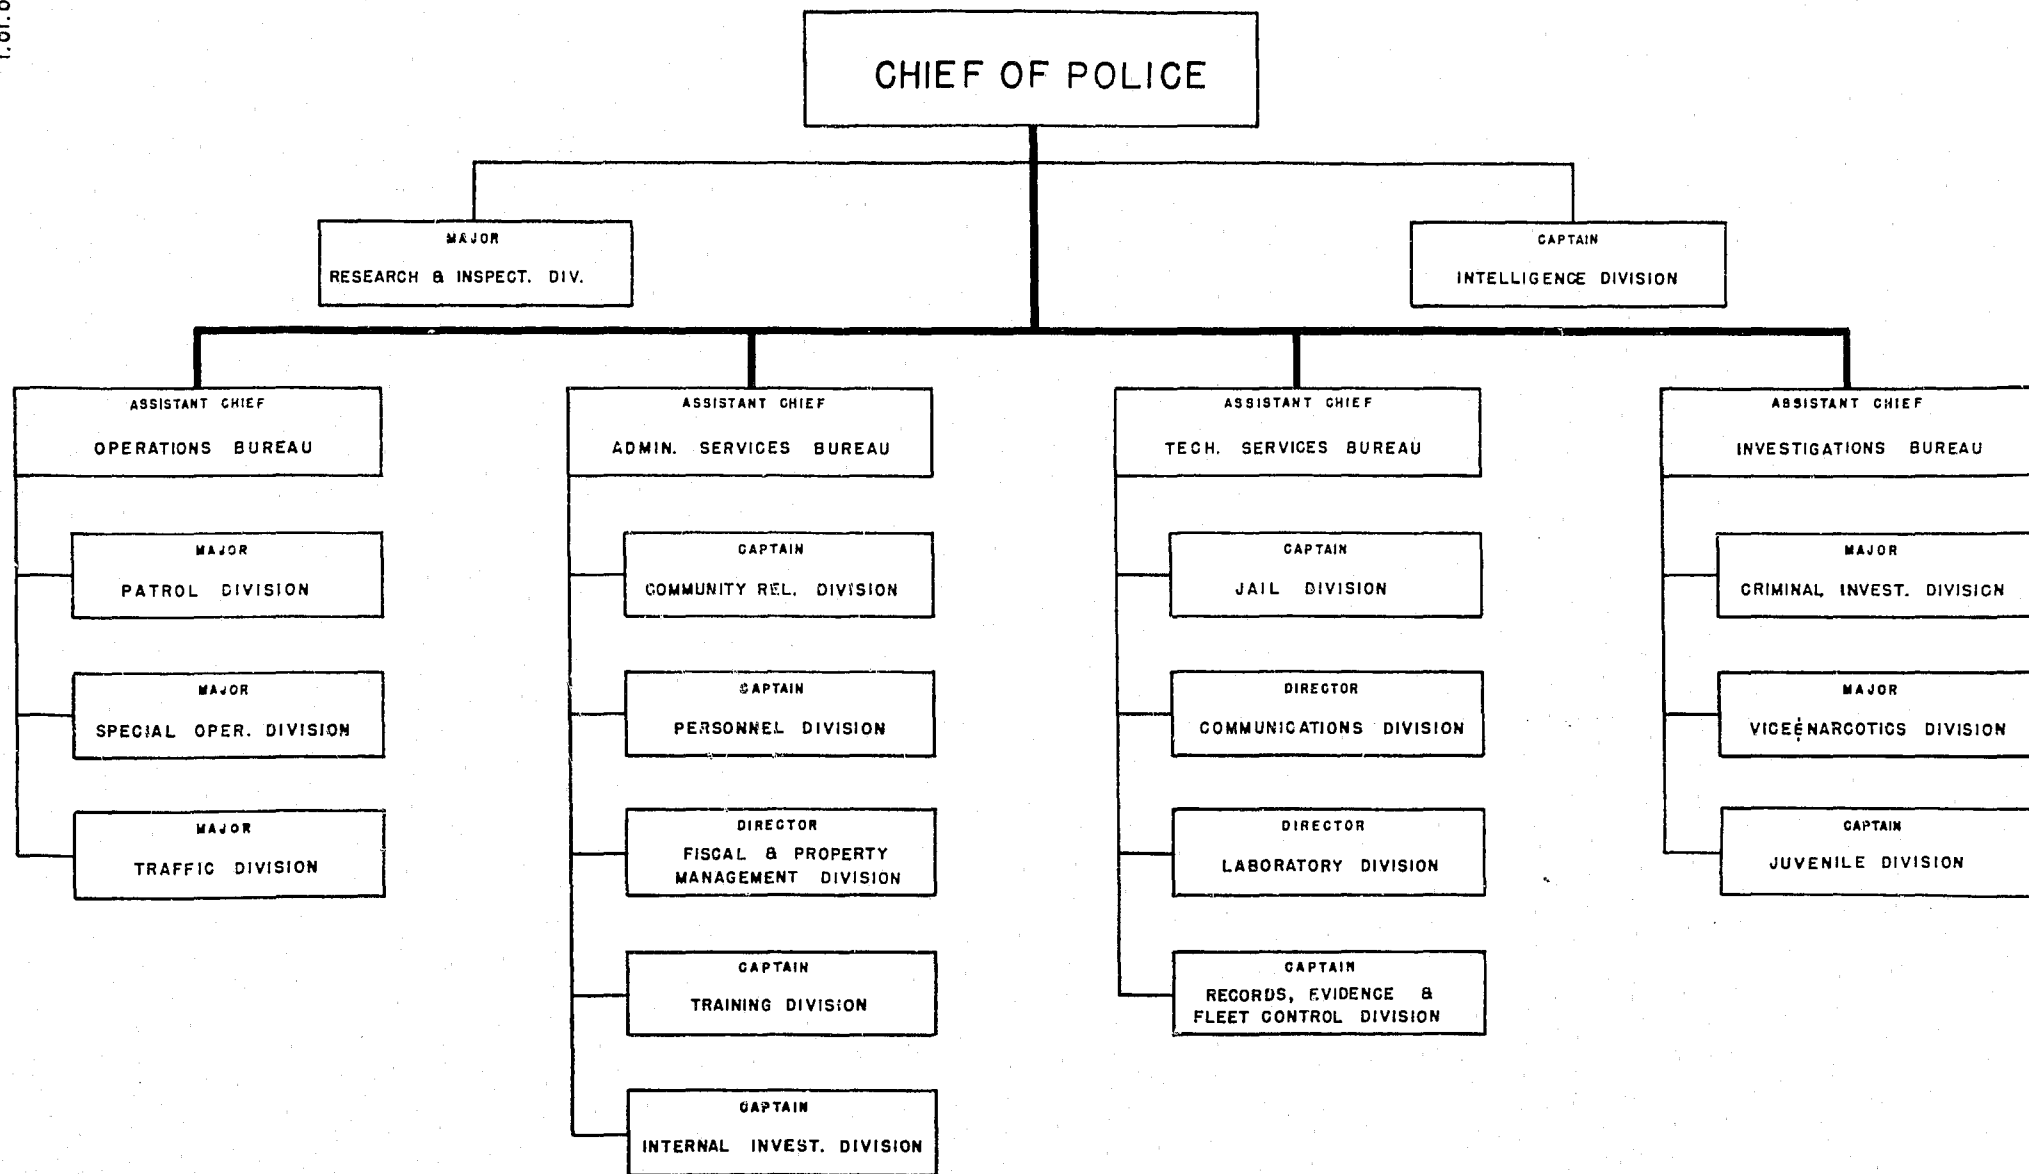 CHIEF OF POLICE
MAJOR
RESEARCH & INSPECT. DIV.
CAPTAIN
INTELLIGENCE DIVISION
ASSISTANT CHIEF
OPERATIONS BUREAU
MAJOR
PATROL DIVISION
MAJOR
SPECIAL OPER. DIVISION
MAJOR
TRAFFIC DIVISION
ASSISTANT CHIEF
ADMIN. SERVICES BUREAU
CAPTAIN
COMMUNITY REL. DIVISION
CAPTAIN
PERSONNEL DIVISION
DIRECTOR
FISCAL & PROPERTY
MANAGEMENT DIVISION
CAPTAIN
TRAINING DIVISION
CAPTAIN
INTERNAL INVEST. DIVISION
ASSISTANT CHIEF
TECH. SERVICES BUREAU
CAPTAIN
JAIL DIVISION
DIRECTOR
COMMUNICATIONS DIVISION
DIRECTOR
LABORATORY DIVISION
CAPTAIN
RECORDS, EVIDENCE &
FLEET CONTROL DIVISION
ASSISTANT CHIEF
INVESTIGATIONS BUREAU
MAJOR
CRIMINAL INVEST. DIVISION
MAJOR
VICE & NARCOTICS DIVISION
CAPTAIN
JUVENILE DIVISION